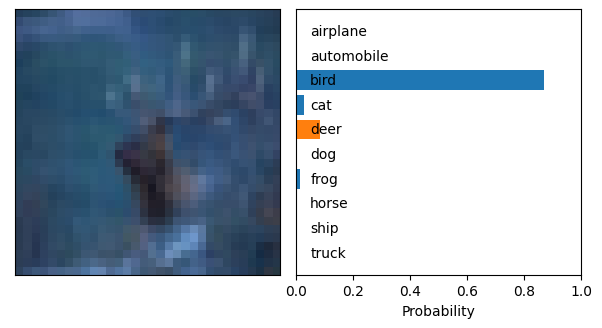 airplane
automobile
bird
cat
deer
dog
frog
horse
ship
truck
0.0 0.2 0.4 0.6 0.8 1.0
Probability